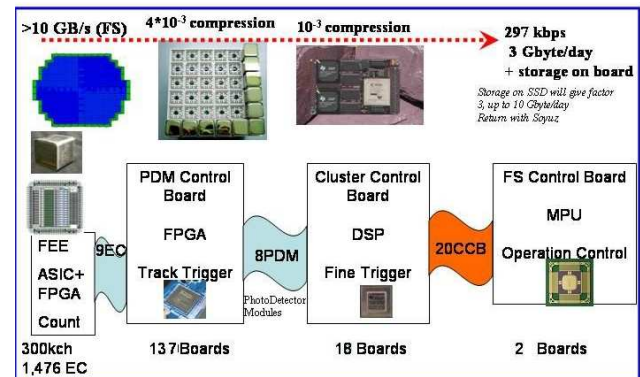 >10 GB/s (FS)
4*10⁻³ compression
10⁻³ compression
297 kbps
3 Gbyte/day
+ storage on board
Storage on SSD will give factor
3, up to 10 Gbyte/day
Return with Soyuz
FEE
ASIC+
FPGA
Count
9EC
PDM Control
Board
FPGA
Track Trigger
8PDM
PhotoDetector
Modules
Cluster Control
Board
DSP
Fine Trigger
20CCB
FS Control Board
MPU
Operation Control
300kch
1,476 EC
137 Boards
18 Boards
2 Boards